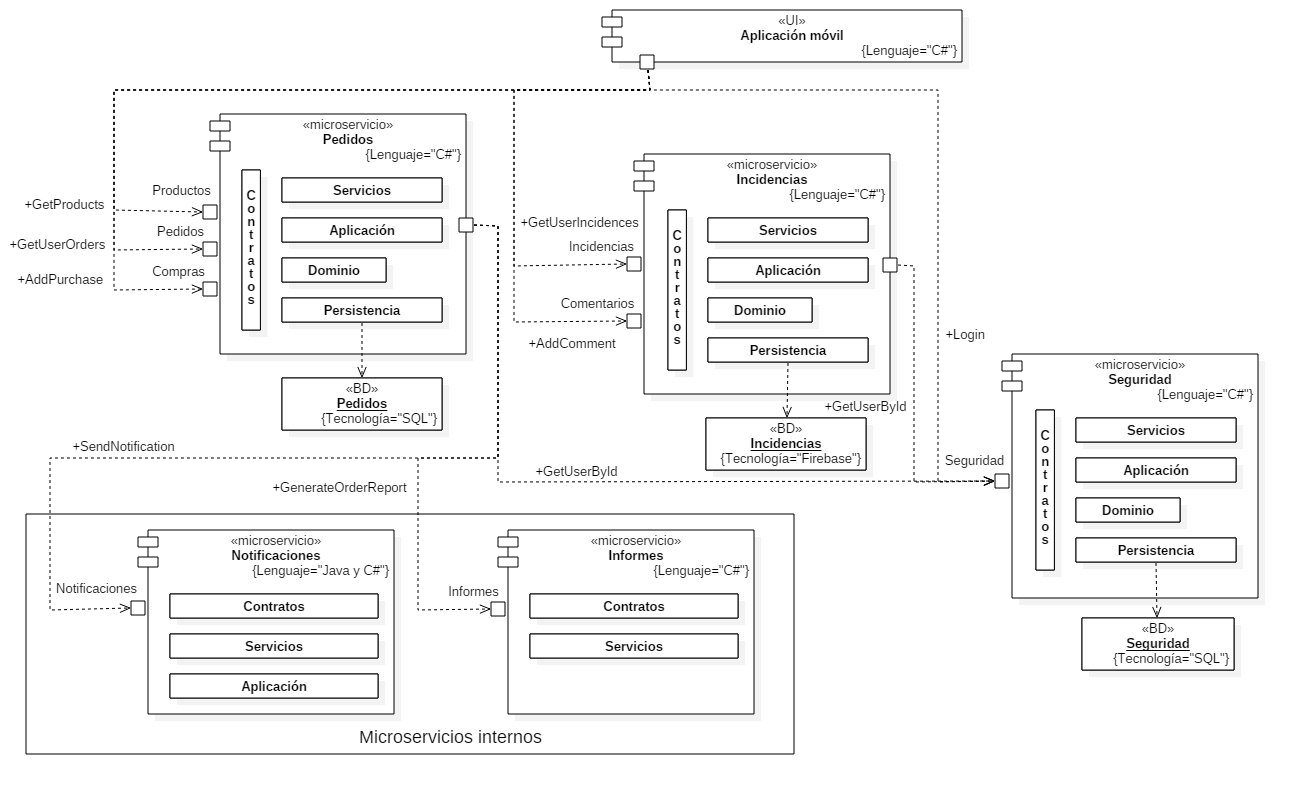 «UI»
Aplicación móvil
{Lenguaje="C#"}
«microservicio»
Pedidos
{Lenguaje="C#"}
Contratos
Servicios
Aplicación
Dominio
Persistencia
Productos
+GetProducts
Pedidos
+GetUserOrders
Compras
+AddPurchase
«BD»
Pedidos
{Tecnología="SQL"}
«microservicio»
Incidencias
{Lenguaje="C#"}
Contratos
Servicios
Aplicación
Dominio
Persistencia
+GetUserIncidences
Incidencias
Comentarios
+AddComment
«BD»
Incidencias
{Tecnología="Firebase"}
+GetUserById
+Login
«microservicio»
Seguridad
{Lenguaje="C#"}
Contratos
Servicios
Aplicación
Dominio
Persistencia
Seguridad
«BD»
Seguridad
{Tecnología="SQL"}
+SendNotification
+GetUserById
+GenerateOrderReport
«microservicio»
Notificaciones
{Lenguaje="Java y C#"}
Notificaciones
Contratos
Servicios
Aplicación
«microservicio»
Informes
{Lenguaje="C#"}
Informes
Contratos
Servicios
Microservicios internos